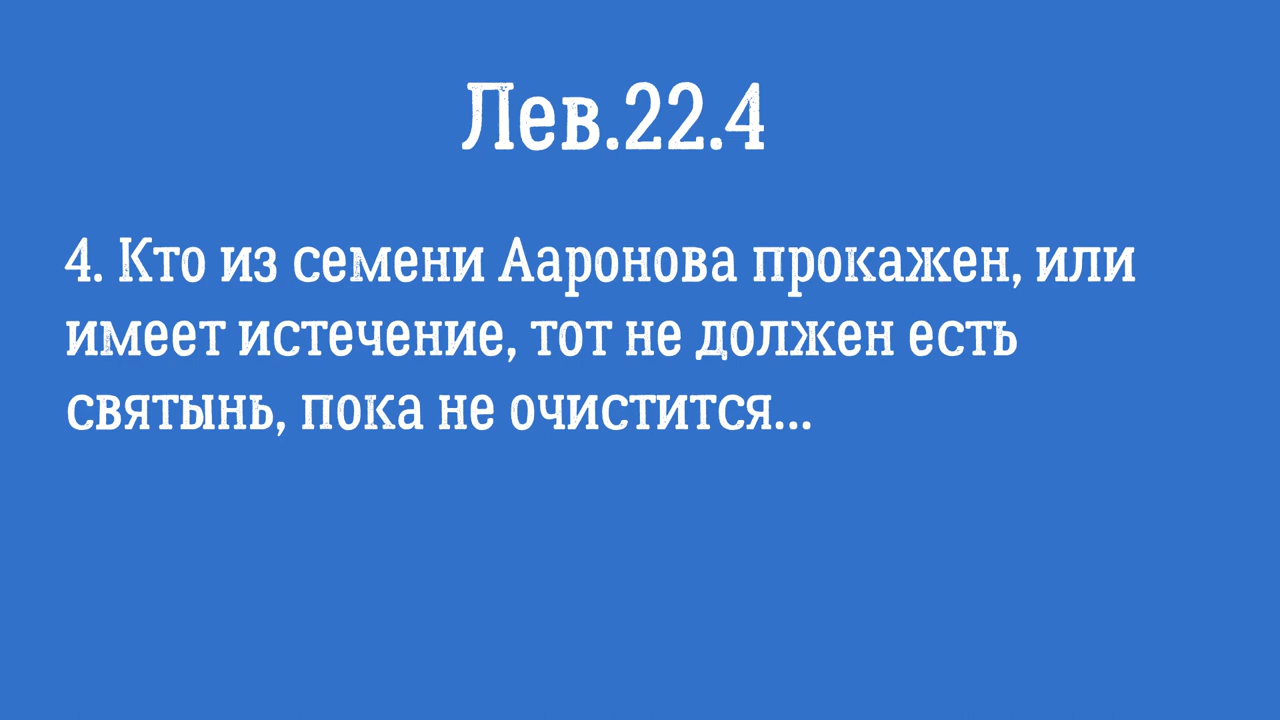 Лев.22.4
4. Кто из семени Ааронова прокажен, или
имеет истечение, тот не должен есть
святынь, пока не очистится...